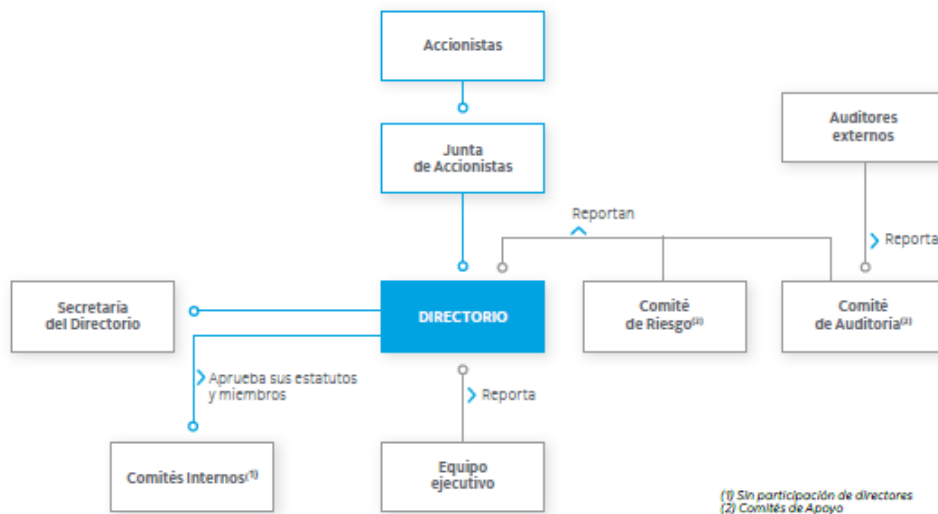 Accionistas
Junta
de Accionistas
Auditores
externos
Reportan
Reporta
Secretaría
del Directorio
DIRECTORIO
Comité
de Riesgo(2)
Comité
de Auditoria(2)
Aprueba sus estatutos
y miembros
Reporta
Comités Internos(1)
Equipo
ejecutivo
(1) Sin participación de directores
(2) Comités de Apoyo